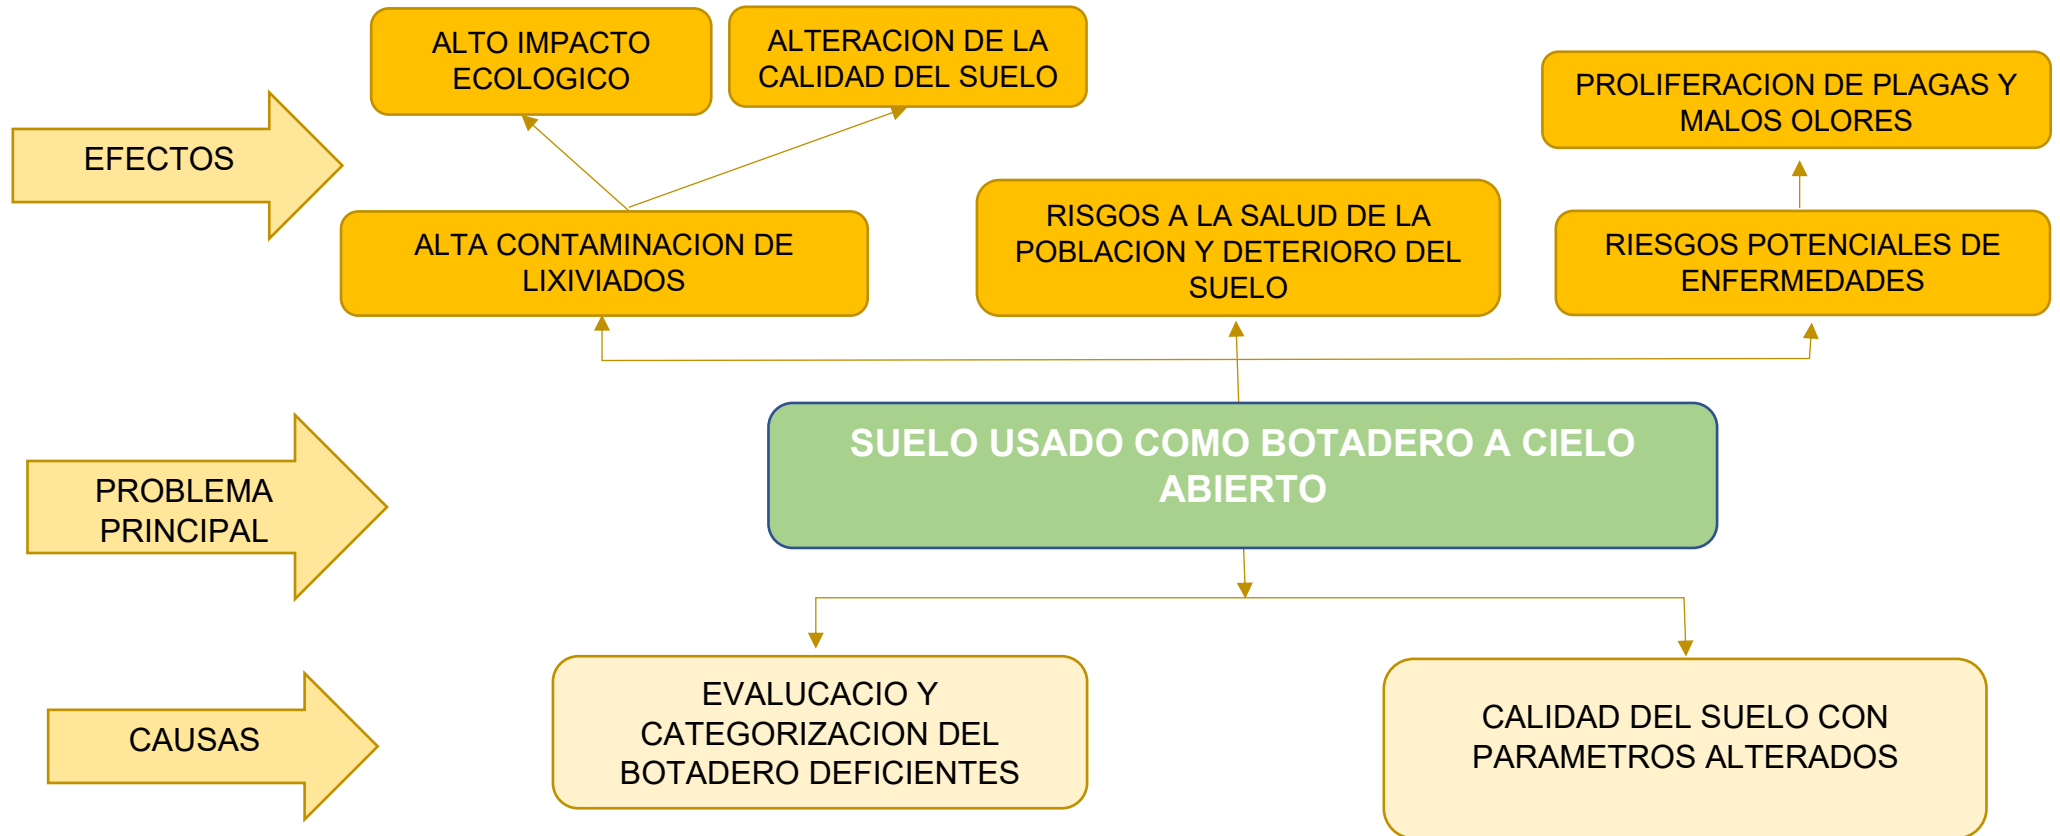 ALTO IMPACTO
ECOLOGICO
ALTERACION DE LA
CALIDAD DEL SUELO
PROLIFERACION DE PLAGAS Y
MALOS OLORES
EFECTOS
ALTA CONTAMINACION DE
LIXIVIADOS
RISGOS A LA SALUD DE LA
POBLACION Y DETERIORO DEL
SUELO
RIESGOS POTENCIALES DE
ENFERMEDADES
PROBLEMA
PRINCIPAL
SUELO USADO COMO BOTADERO A CIELO
ABIERTO
CAUSAS
EVALUCACIO Y
CATEGORIZACION DEL
BOTADERO DEFICIENTES
CALIDAD DEL SUELO CON
PARAMETROS ALTERADOS